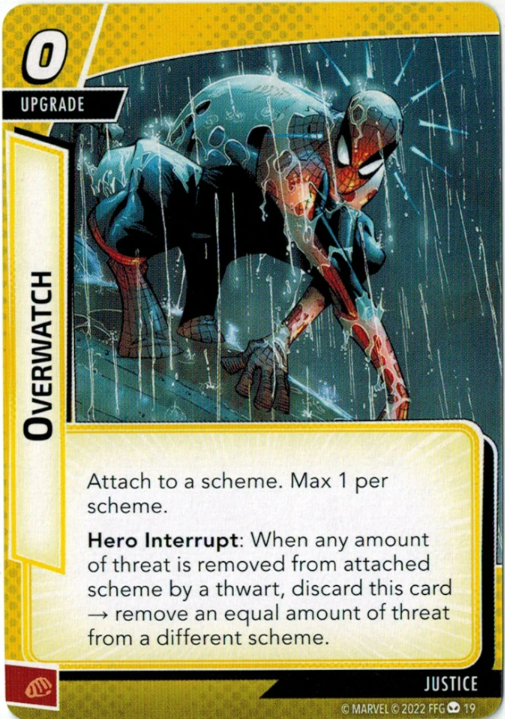 0
UPGRADE
OVERWATCH
Attach to a scheme. Max 1 per
scheme.
Hero Interrupt: When any amount
of threat is removed from attached
scheme by a thwart, discard this card
→ remove an equal amount of threat
from a different scheme.
JUSTICE
© MARVEL © 2022 FFG 19